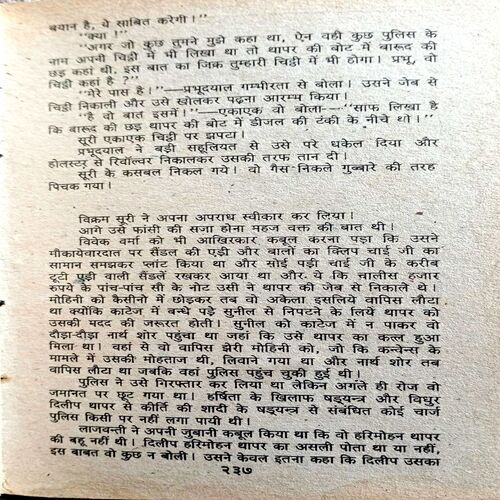 बयान है, ये साबित करेगी।"
"क्या !"
"अगर जो कुछ तुमने मुझे कहा था, ऐन वही कुछ पुलिस के
नाम अपनी चिट्ठी में भी लिखा था तो थापर की बोट में बारूद की
छड़ कहां थी, इस बात का जिक्र तुम्हारी चिट्ठी में भी होगा। प्रभू, वो
चिट्ठी कहां है ?"
"मेरे पास है।"—प्रभूदयाल गम्भीरता से बोला। उसने जेब से
चिट्ठी निकाली और उसे खोलकर पढ़ना आरम्भ किया।
"है वो बात इसमें।"—एकाएक वो बोला—"साफ लिखा है
कि बारूद की छड़ थापर की बोट में डीजल की टंकी के नीचे थी।"
सूरी एकाएक चिट्ठी पर झपटा।
प्रभूदयाल ने बड़ी सहूलियत से उसे परे धकेल दिया और
होलस्टर से रिवॉल्वर निकालकर उसकी तरफ तान दी।
सूरी के कसबल निकल गये। वो गैस निकले गुब्बारे की तरह
पिचक गया।
विक्रम सूरी ने अपना अपराध स्वीकार कर लिया।
आगे उसे फांसी की सजा होना महज वक्त की बात थी।
विवेक वर्मा को भी आखिरकार कबूल करना पड़ा कि उसने
मौकायेवारदात पर सैंडल की एड़ी और बालों का क्लिप चाई जी का
सामान समझकर प्लांट किया था और सोई पड़ी चाई जी के करीब
टूटी एड़ी वाली सैंडलें रखकर आया था और ये कि चालीस हजार
रुपये के पांच-पांच सौ के नोट उसी ने थापर की जेब से निकाले थे।
मोहिनी को कैसीनो में छोड़कर तब वो अकेला इसलिये वापिस लौटा
था क्योंकि काटेज में बन्धे पड़े सुनील से निपटने के लिये थापर को
उसकी मदद की जरूरत होती। सुनील को काटेज में न पाकर वो
दौड़ा-दौड़ा नार्थ शोर पहुंचा था जहां कि उसे थापर का कत्ल हुआ
मिला था। वहां से वो वापिस झेरी मोहिनी को, जो कि कन्वेन्स के
मामले में उसकी मोहताज थी, लिवाने गया था और नार्थ शोर तब
वापिस लौटा था जबकि वहां पुलिस पहुंच चुकी हुई थी।
पुलिस ने उसे गिरफ्तार कर लिया था लेकिन अगले ही रोज वो
जमानत पर छूट गया था। हर्षिता के खिलाफ षड्यन्त्र और विधुर
दिलीप थापर से कीर्ति की शादी के षड्यन्त्र से संबंधित कोई चार्ज
पुलिस किसी पर नहीं लगा पायी थी।
लाजवन्ती ने अपनी जुबानी कबूल किया था कि वो हरिमोहन थापर
की बहू नहीं थी। दिलीप हरिमोहन थापर का असली पोता था या नहीं,
इस बाबत वो कुछ न बोली। उसने केवल इतना कहा कि दिलीप उसका
२३७